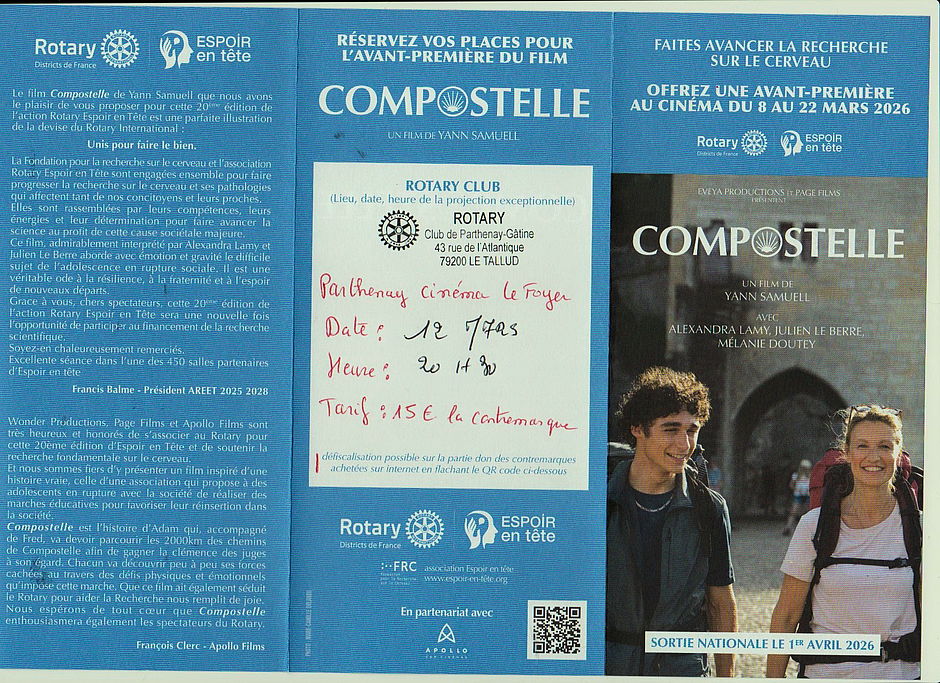 Rotary
Districts de France
ESPOIR
en tête
Le film Compostelle de Yann Samuell que nous avons
le plaisir de vous proposer pour cette 20ème édition de
l'action Rotary Espoir en Tête est une parfaite illustration
de la devise du Rotary International :
Unis pour faire le bien.
La Fondation pour la recherche sur le cerveau et l'association
Rotary Espoir en Tête sont engagées ensemble pour faire
progresser la recherche sur le cerveau et ses pathologies
qui affectent tant de nos concitoyens et leurs proches.
Elles sont rassemblées par leurs compétences, leurs
énergies et leur détermination pour faire avancer la
science au profit de cette cause sociétale majeure.
Ce film, admirablement interprété par Alexandra Lamy et
Julien Le Berre aborde avec émotion et gravité le difficile
sujet de l'adolescence en rupture sociale. Il est une
véritable ode à la résilience, à la fraternité et à l'espoir
de nouveaux départs.
Grace à vous, chers spectateurs, cette 20ème édition de
l'action Rotary Espoir en Tête sera une nouvelle fois
l'opportunité de participer au financement de la recherche
scientifique.
Soyez-en chaleureusement remerciés.
Excellente séance dans l'une des 450 salles partenaires
d'Espoir en tête
Francis Balme - Président AREET 2025 2028
Wonder Productions, Page Films et Apollo Films sont
très heureux et honorés de s'associer au Rotary pour
cette 20ème édition d'Espoir en Tête et de soutenir la
recherche fondamentale sur le cerveau.
Et nous sommes fiers d'y présenter un film inspiré d'une
histoire vraie, celle d'une association qui propose à des
adolescents en rupture avec la société de réaliser des
marches éducatives pour favoriser leur réinsertion dans
la société.
Compostelle est l'histoire d'Adam qui, accompagné
de Fred, va devoir parcourir les 2000km des chemins
de Compostelle afin de gagner la clémence des juges
à son égard. Chacun va découvrir peu à peu ses forces
cachées au travers des défis physiques et émotionnels
qu'impose cette marche. Que ce film ait également séduit
le Rotary pour aider la Recherche nous remplit de joie.
Nous espérons de tout cœur que Compostelle
enthousiasmera également les spectateurs du Rotary.
François Clerc - Apollo Films
RÉSERVEZ VOS PLACES POUR
L'AVANT-PREMIÈRE DU FILM
COMPOSTELLE
UN FILM DE YANN SAMUELL
ROTARY CLUB
(Lieu, date, heure de la projection exceptionnelle)
ROTARY
Club de Parthenay-Gâtine
43 rue de l'Atlantique
79200 LE TALLUD
Parthenay cinéma Le Foyer
Date : 12 Mars
Heure : 20 H 30
Tarif : 15 € la contremarque
défiscalisation possible sur la partie don des contremarques
achetées sur internet en flachant le QR code ci-dessous
Rotary
Districts de France
ESPOIR
en tête
FRC
association Espoir en Tête
www.espoir-en-tête.org
En partenariat avec
APOLLO
FAITES AVANCER LA RECHERCHE
SUR LE CERVEAU
OFFREZ UNE AVANT-PREMIÈRE
AU CINÉMA DU 8 AU 22 MARS 2026
Rotary
Districts de France
ESPOIR
en tête
EVEYA PRODUCTIONS ET PAGE FILMS
PRÉSENTENT
COMPOSTELLE
UN FILM DE
YANN SAMUELL
AVEC
ALEXANDRA LAMY, JULIEN LE BERRE,
MÉLANIE DOUTEY
SORTIE NATIONALE LE 1ER AVRIL 2026